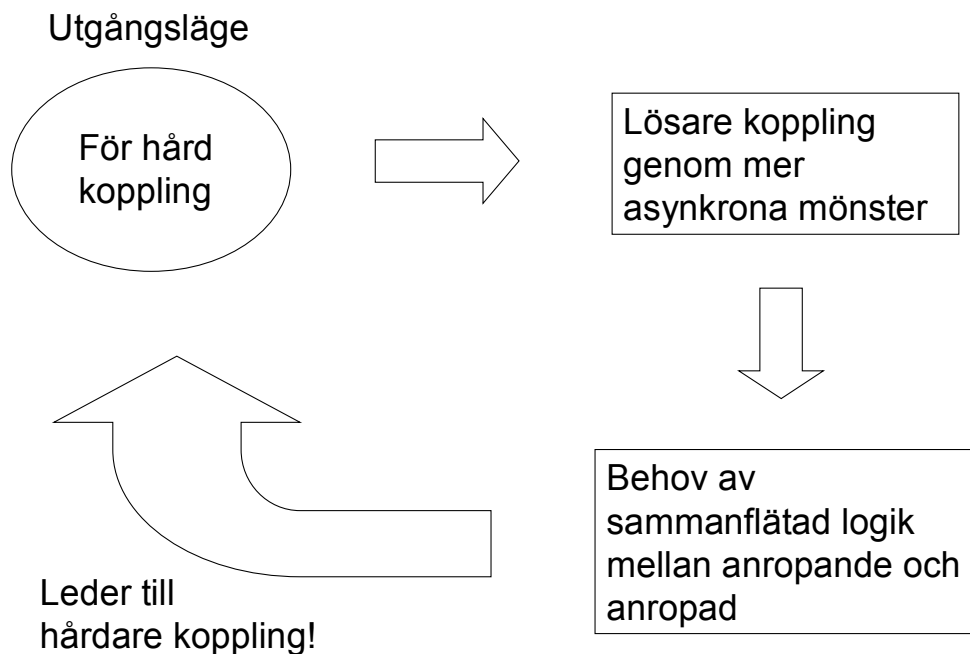 Utgångsläge
För hård
koppling
Lösare koppling
genom mer
asynkrona mönster
Behov av
sammanflätad logik
mellan anropande och
anropad
Leder till
hårdare koppling!